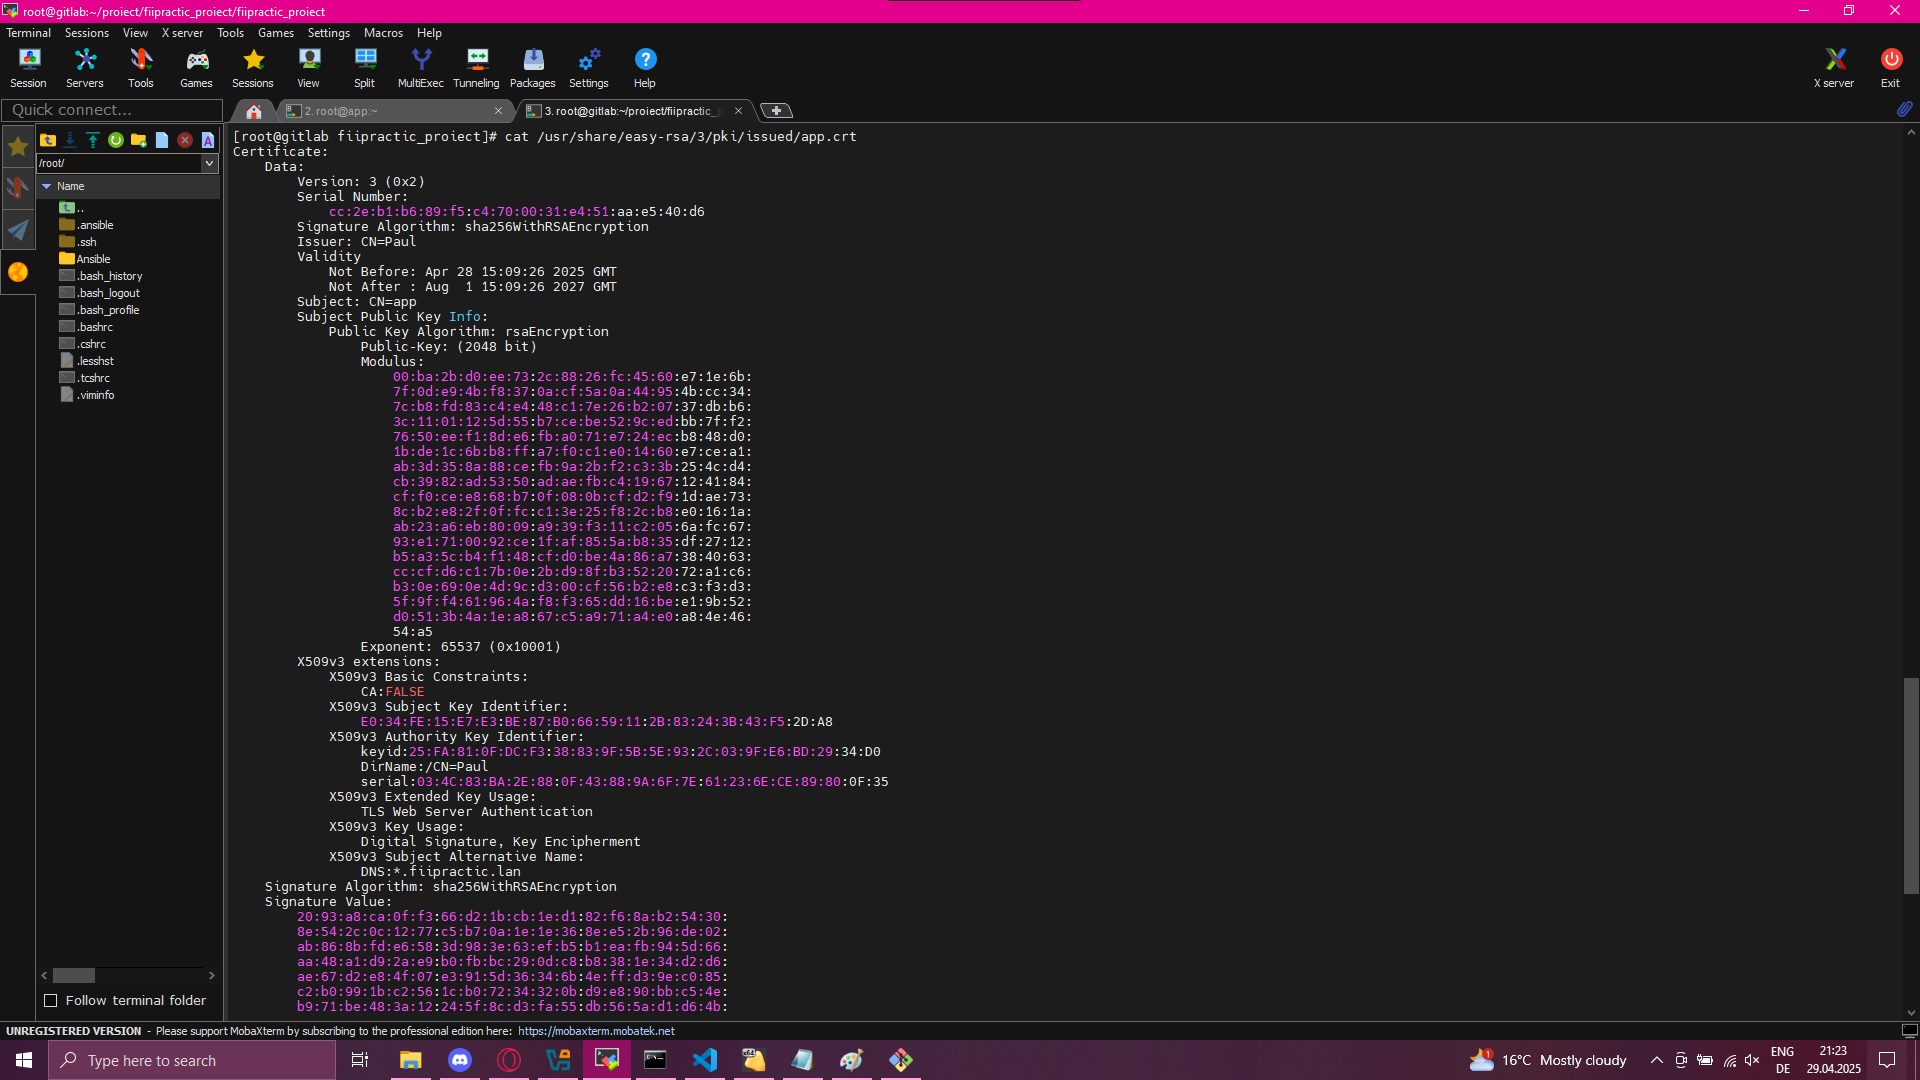 root@gitlab:~/proiect/fiipractic_proiect/fiipractic_proiect
Terminal Sessions View X server Tools Games Settings Macros Help
Session Servers Tools Games Sessions View Split MultiExec Tunneling Packages Settings Help X server Exit
Quick connect...
2. root@app:~
3. root@gitlab:~/proiect/fiipractic_p
/root/
Name
..
.ansible
.ssh
Ansible
.bash_history
.bash_logout
.bash_profile
.bashrc
.cshrc
.lesshst
.tcshrc
.viminfo
Follow terminal folder
[root@gitlab fiipractic_proiect]# cat /usr/share/easy-rsa/3/pki/issued/app.crt
Certificate:
Data:
Version: 3 (0x2)
Serial Number:
cc:2e:b1:b6:89:f5:c4:70:00:31:e4:51:aa:e5:40:d6
Signature Algorithm: sha256WithRSAEncryption
Issuer: CN=Paul
Validity
Not Before: Apr 28 15:09:26 2025 GMT
Not After : Aug  1 15:09:26 2027 GMT
Subject: CN=app
Subject Public Key Info:
Public Key Algorithm: rsaEncryption
Public-Key: (2048 bit)
Modulus:
00:ba:2b:d0:ee:73:2c:88:26:fc:45:60:e7:1e:6b:
7f:0d:e9:4b:f8:37:0a:cf:5a:0a:44:95:4b:cc:34:
7c:b8:fd:83:c4:e4:48:c1:7e:26:b2:07:37:db:b6:
3c:11:01:12:5d:55:b7:ce:be:52:9c:ed:bb:7f:f2:
76:50:ee:f1:8d:e6:fb:a0:71:e7:24:ec:b8:48:d0:
1b:de:1c:6b:b8:ff:a7:f0:c1:e0:14:60:e7:ce:a1:
ab:3d:35:8a:88:ce:fb:9a:2b:f2:c3:3b:25:4c:d4:
cb:39:82:ad:53:50:ad:ae:fb:c4:19:67:12:41:84:
cf:f0:ce:e8:68:b7:0f:08:0b:cf:d2:f9:1d:ae:73:
8c:b2:e8:2f:0f:fc:c1:3e:25:f8:2c:b8:e0:16:1a:
ab:23:a6:eb:80:09:a9:39:f3:11:c2:05:6a:fc:67:
93:e1:71:00:92:ce:1f:af:85:5a:b8:35:df:27:12:
b5:a3:5c:b4:f1:48:cf:d0:be:4a:86:a7:38:40:63:
cc:cf:d6:c1:7b:0e:2b:d9:8f:b3:52:20:72:a1:c6:
b3:0e:69:0e:4d:9c:d3:00:cf:56:b2:e8:c3:f3:d3:
5f:9f:f4:61:96:4a:f8:f3:65:dd:16:be:e1:9b:52:
d0:51:3b:4a:1e:a8:67:c5:a9:71:a4:e0:a8:4e:46:
54:a5
Exponent: 65537 (0x10001)
X509v3 extensions:
X509v3 Basic Constraints:
CA:FALSE
X509v3 Subject Key Identifier:
E0:34:FE:15:E7:E3:BE:87:B0:66:59:11:2B:83:24:3B:43:F5:2D:A8
X509v3 Authority Key Identifier:
keyid:25:FA:81:0F:DC:F3:38:83:9F:5B:5E:93:2C:03:9F:E6:BD:29:34:D0
DirName:/CN=Paul
serial:03:4C:83:BA:2E:88:0F:43:88:9A:6F:7E:61:23:6E:CE:89:80:0F:35
X509v3 Extended Key Usage:
TLS Web Server Authentication
X509v3 Key Usage:
Digital Signature, Key Encipherment
X509v3 Subject Alternative Name:
DNS:*.fiipractic.lan
Signature Algorithm: sha256WithRSAEncryption
Signature Value:
20:93:a8:ca:0f:f3:66:d2:1b:cb:1e:d1:82:f6:8a:b2:54:30:
8e:54:2c:0c:12:77:c5:b7:0a:1e:1e:36:8e:e5:2b:96:de:02:
ab:86:8b:fd:e6:58:3d:98:3e:63:ef:b5:b1:ea:fb:94:5d:66:
aa:48:a1:d9:2a:e9:b0:fb:bc:29:0d:c8:b8:38:1e:34:d2:d6:
ae:67:d2:e8:4f:07:e3:91:5d:36:34:6b:4e:ff:d3:9e:c0:85:
c2:b0:99:1b:c2:56:1c:b0:72:34:32:0b:d9:e8:90:bb:c5:4e:
b9:71:be:48:3a:12:24:5f:8c:d3:fa:55:db:56:5a:d1:d6:4b:
UNREGISTERED VERSION - Please support MobaXterm by subscribing to the professional edition here: https://mobaxterm.mobatek.net
Type here to search
16°C Mostly cloudy
ENG
DE
21:23
29.04.2025